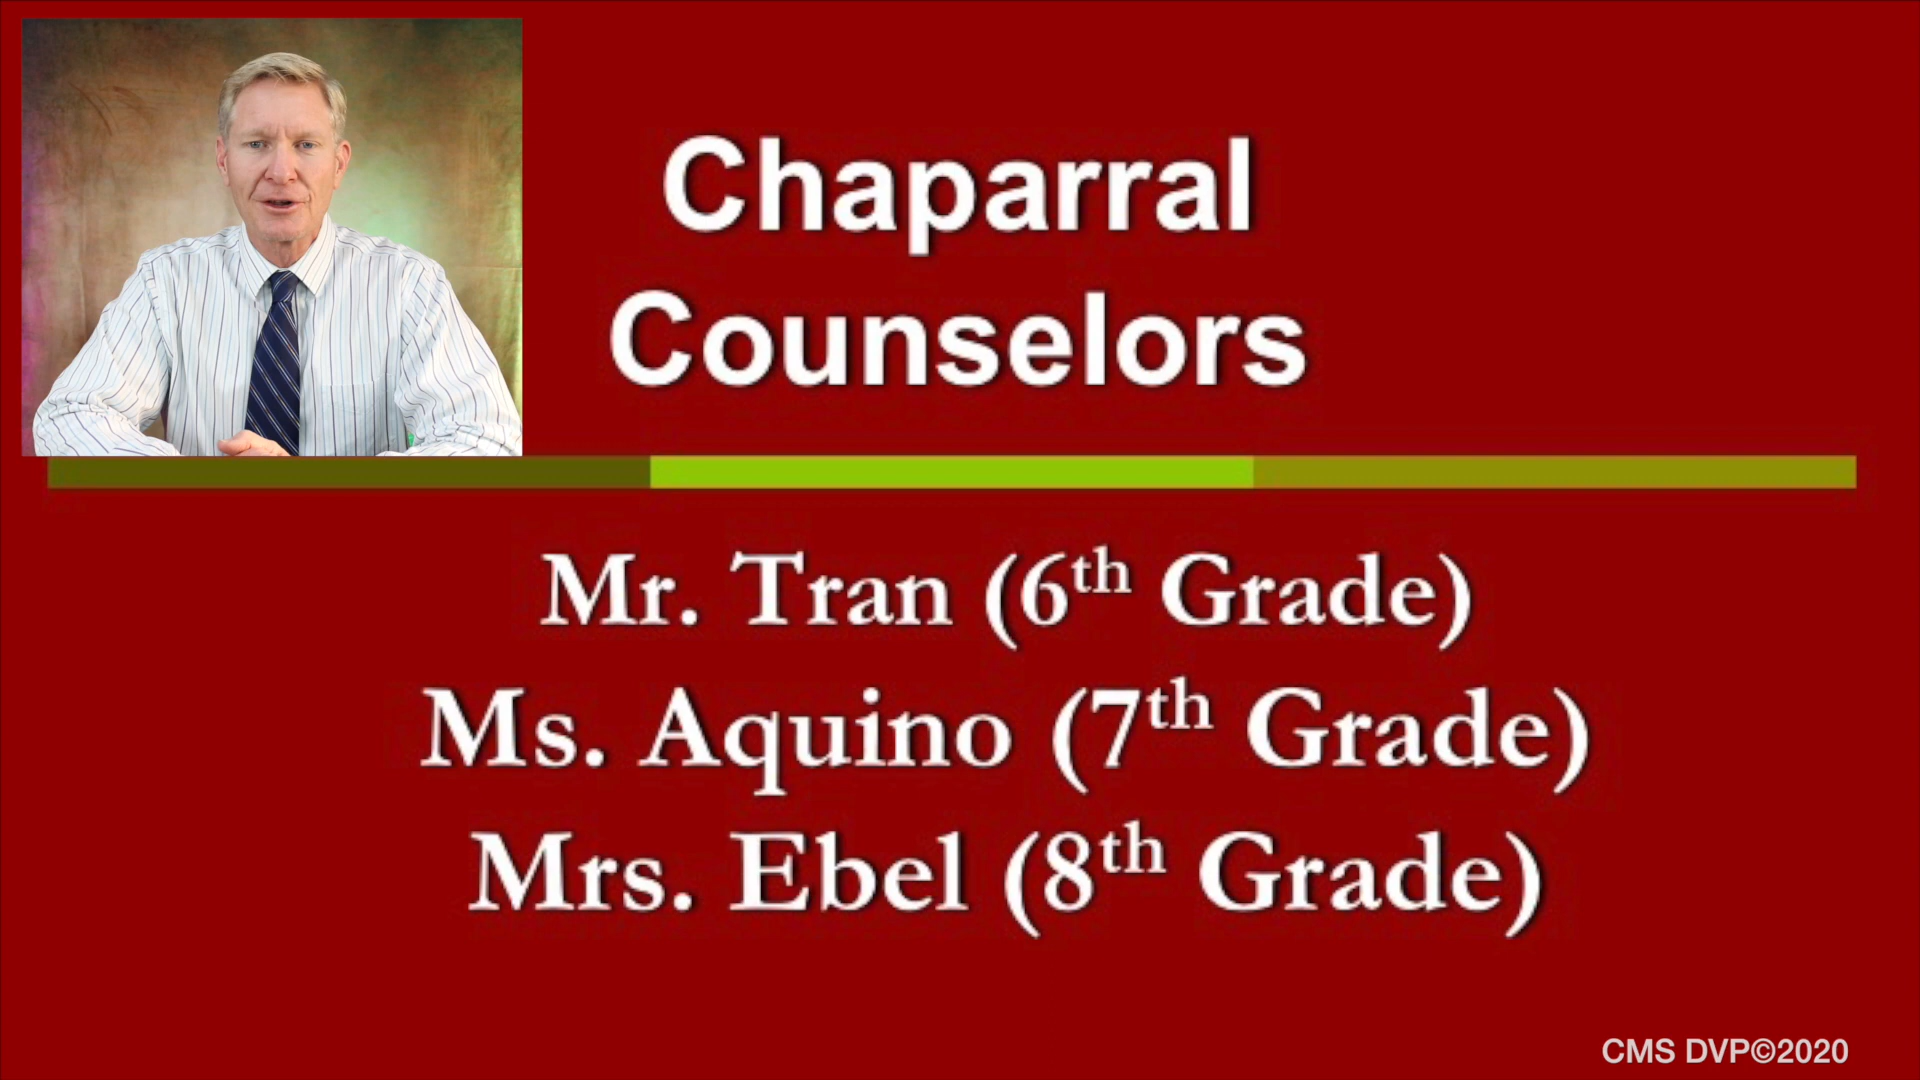 Chaparral
Counselors
Mr. Tran (6th Grade)
Ms. Aquino (7th Grade)
Mrs. Ebel (8th Grade)
CMS DVP©2020